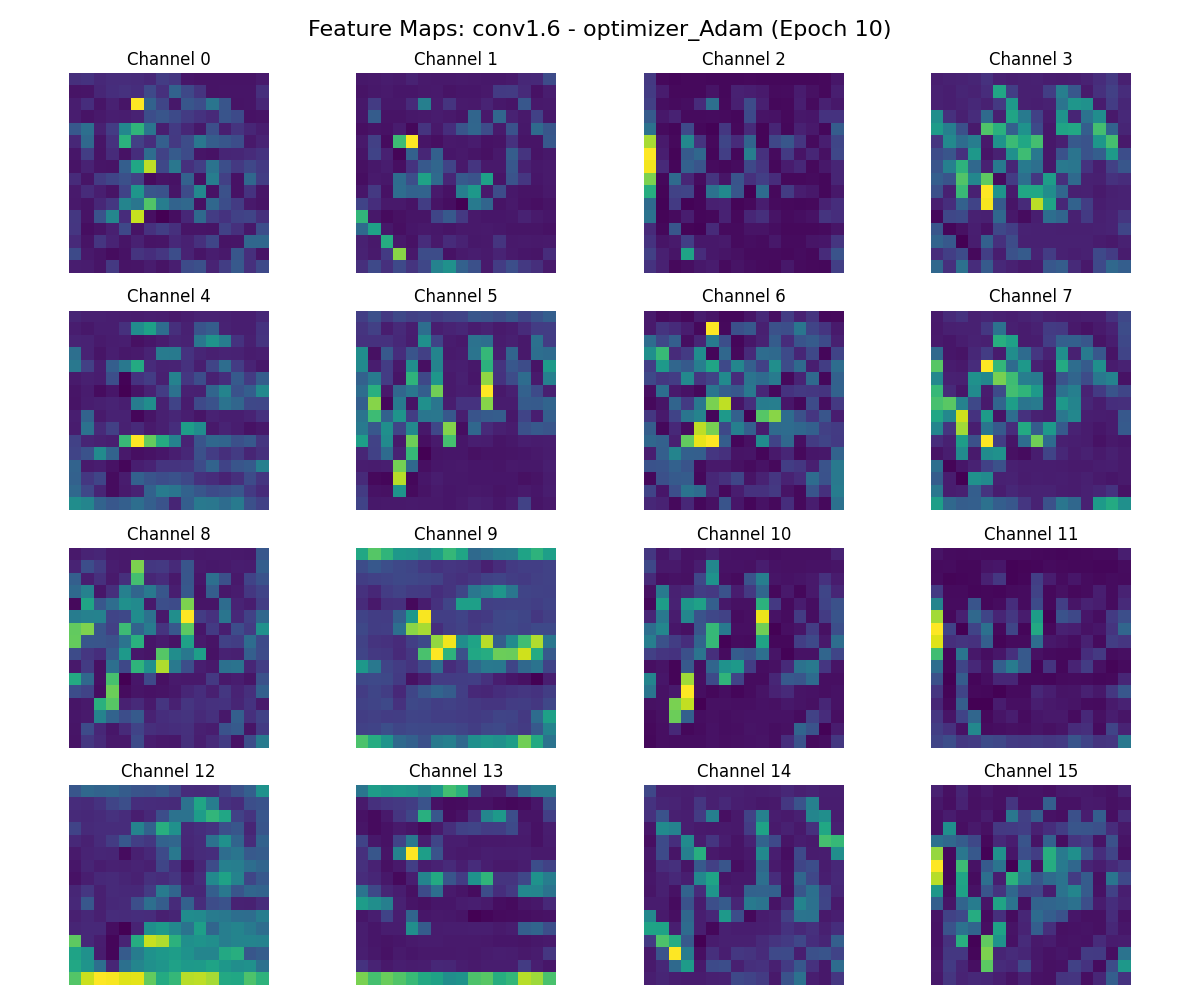 Feature Maps: conv1.6 - optimizer_Adam (Epoch 10)
Channel 0 Channel 1 Channel 2 Channel 3
Channel 4 Channel 5 Channel 6 Channel 7
Channel 8 Channel 9 Channel 10 Channel 11
Channel 12 Channel 13 Channel 14 Channel 15